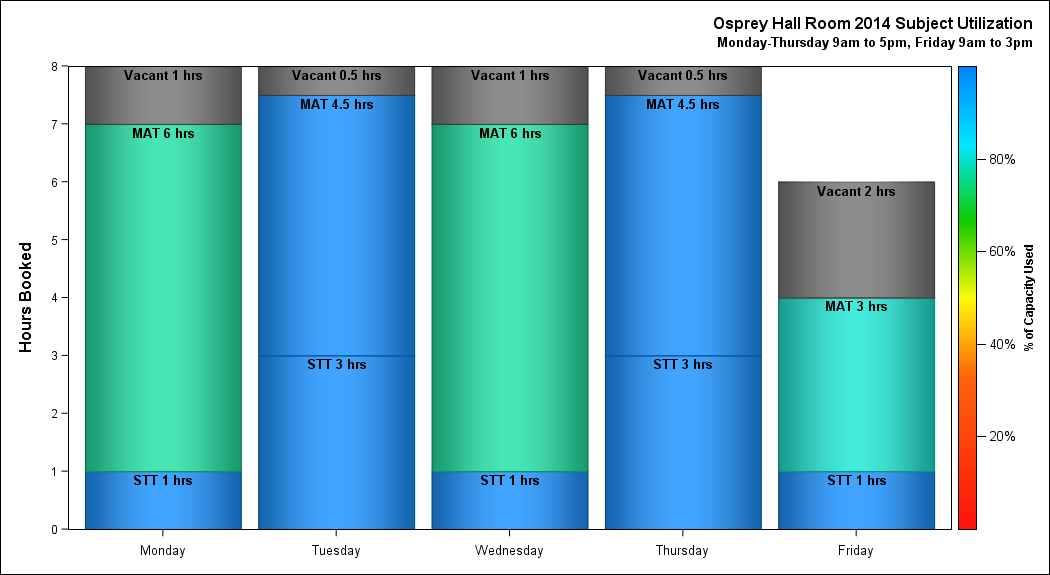 Osprey Hall Room 2014 Subject Utilization
Monday-Thursday 9am to 5pm, Friday 9am to 3pm
Hours Booked
8
7
6
5
4
3
2
1
0
Vacant 1 hrs
MAT 6 hrs
STT 1 hrs
Vacant 0.5 hrs
MAT 4.5 hrs
STT 3 hrs
Vacant 1 hrs
MAT 6 hrs
STT 1 hrs
Vacant 0.5 hrs
MAT 4.5 hrs
STT 3 hrs
Vacant 2 hrs
MAT 3 hrs
STT 1 hrs
Monday
Tuesday
Wednesday
Thursday
Friday
80%
60%
40%
20%
% of Capacity Used